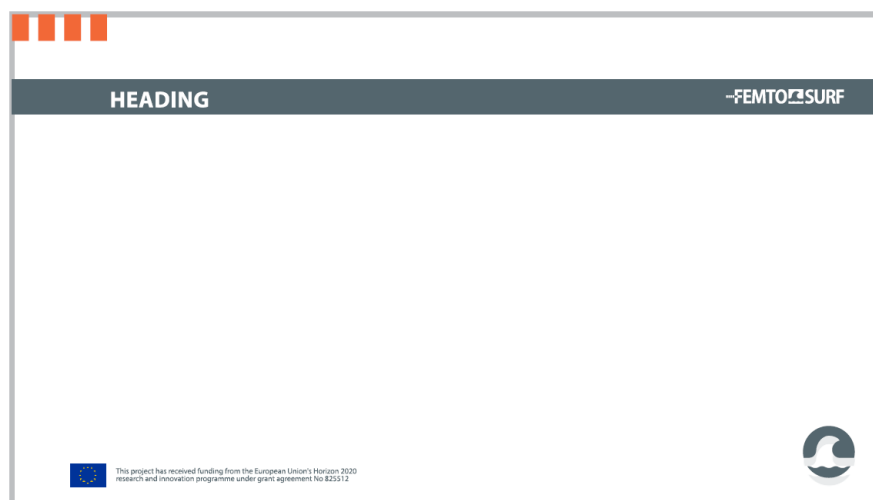 HEADING
FEMTO SURF
This project has received funding from the European Union's Horizon 2020
research and innovation programme under grant agreement No 825512